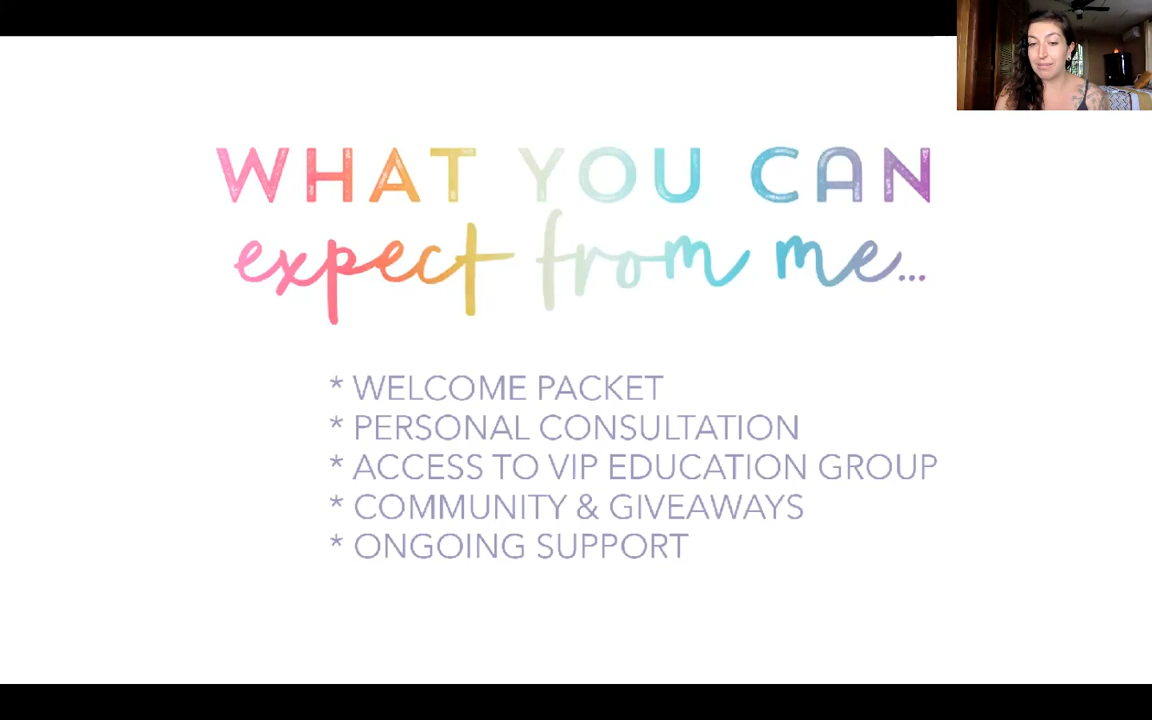 WHAT YOU CAN
expect from me...
* WELCOME PACKET
* PERSONAL CONSULTATION
* ACCESS TO VIP EDUCATION GROUP
* COMMUNITY & GIVEAWAYS
* ONGOING SUPPORT